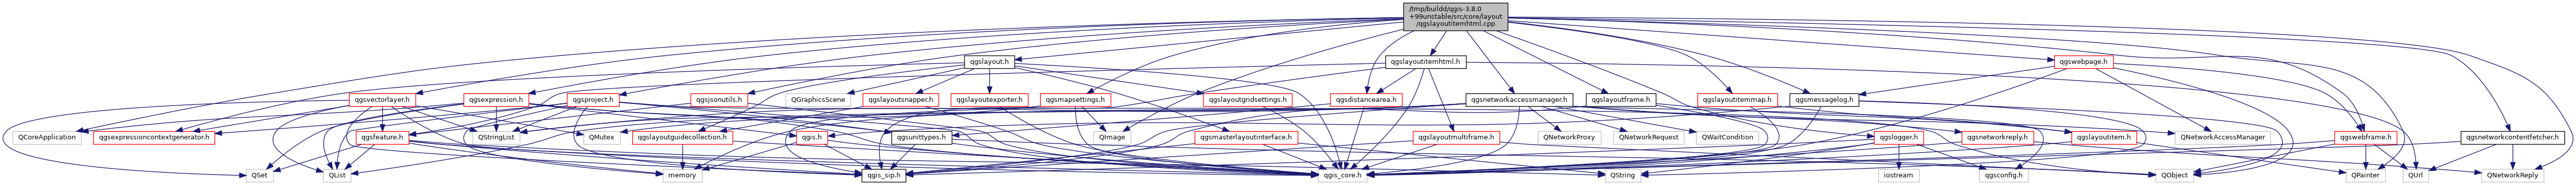 /tmp/buildd/qgis-3.8.0
+99unstable/src/core/layout
/qgslayoutitemhtml.cpp
qgslayout.h
qgslayoutitemhtml.h
qgswebpage.h
qgsvectorlayer.h
qgsexpression.h
qgsproject.h
qgsjsonutils.h
QGraphicsScene
qgslayoutsnapper.h
qgslayoutexporter.h
qgsmapsettings.h
qgslayoutgridsettings.h
qgsdistancearea.h
qgsnetworkaccessmanager.h
qgslayoutframe.h
qgslayoutitemmap.h
qgsmessagelog.h
QCoreApplication
qgsexpressioncontextgenerator.h
qgsfeature.h
QStringList
QMutex
qgslayoutguidecollection.h
qgis.h
qgsunittypes.h
QImage
qgsmasterlayoutinterface.h
qgslayoutmultiframe.h
QNetworkProxy
QNetworkRequest
QWaitCondition
qgslogger.h
qgsnetworkreply.h
qgslayoutitem.h
QNetworkAccessManager
qgswebframe.h
qgsnetworkcontentfetcher.h
QSet
QList
memory
qgis_sip.h
qgis_core.h
QString
iostream
qgsconfig.h
QObject
QPainter
QUrl
QNetworkReply